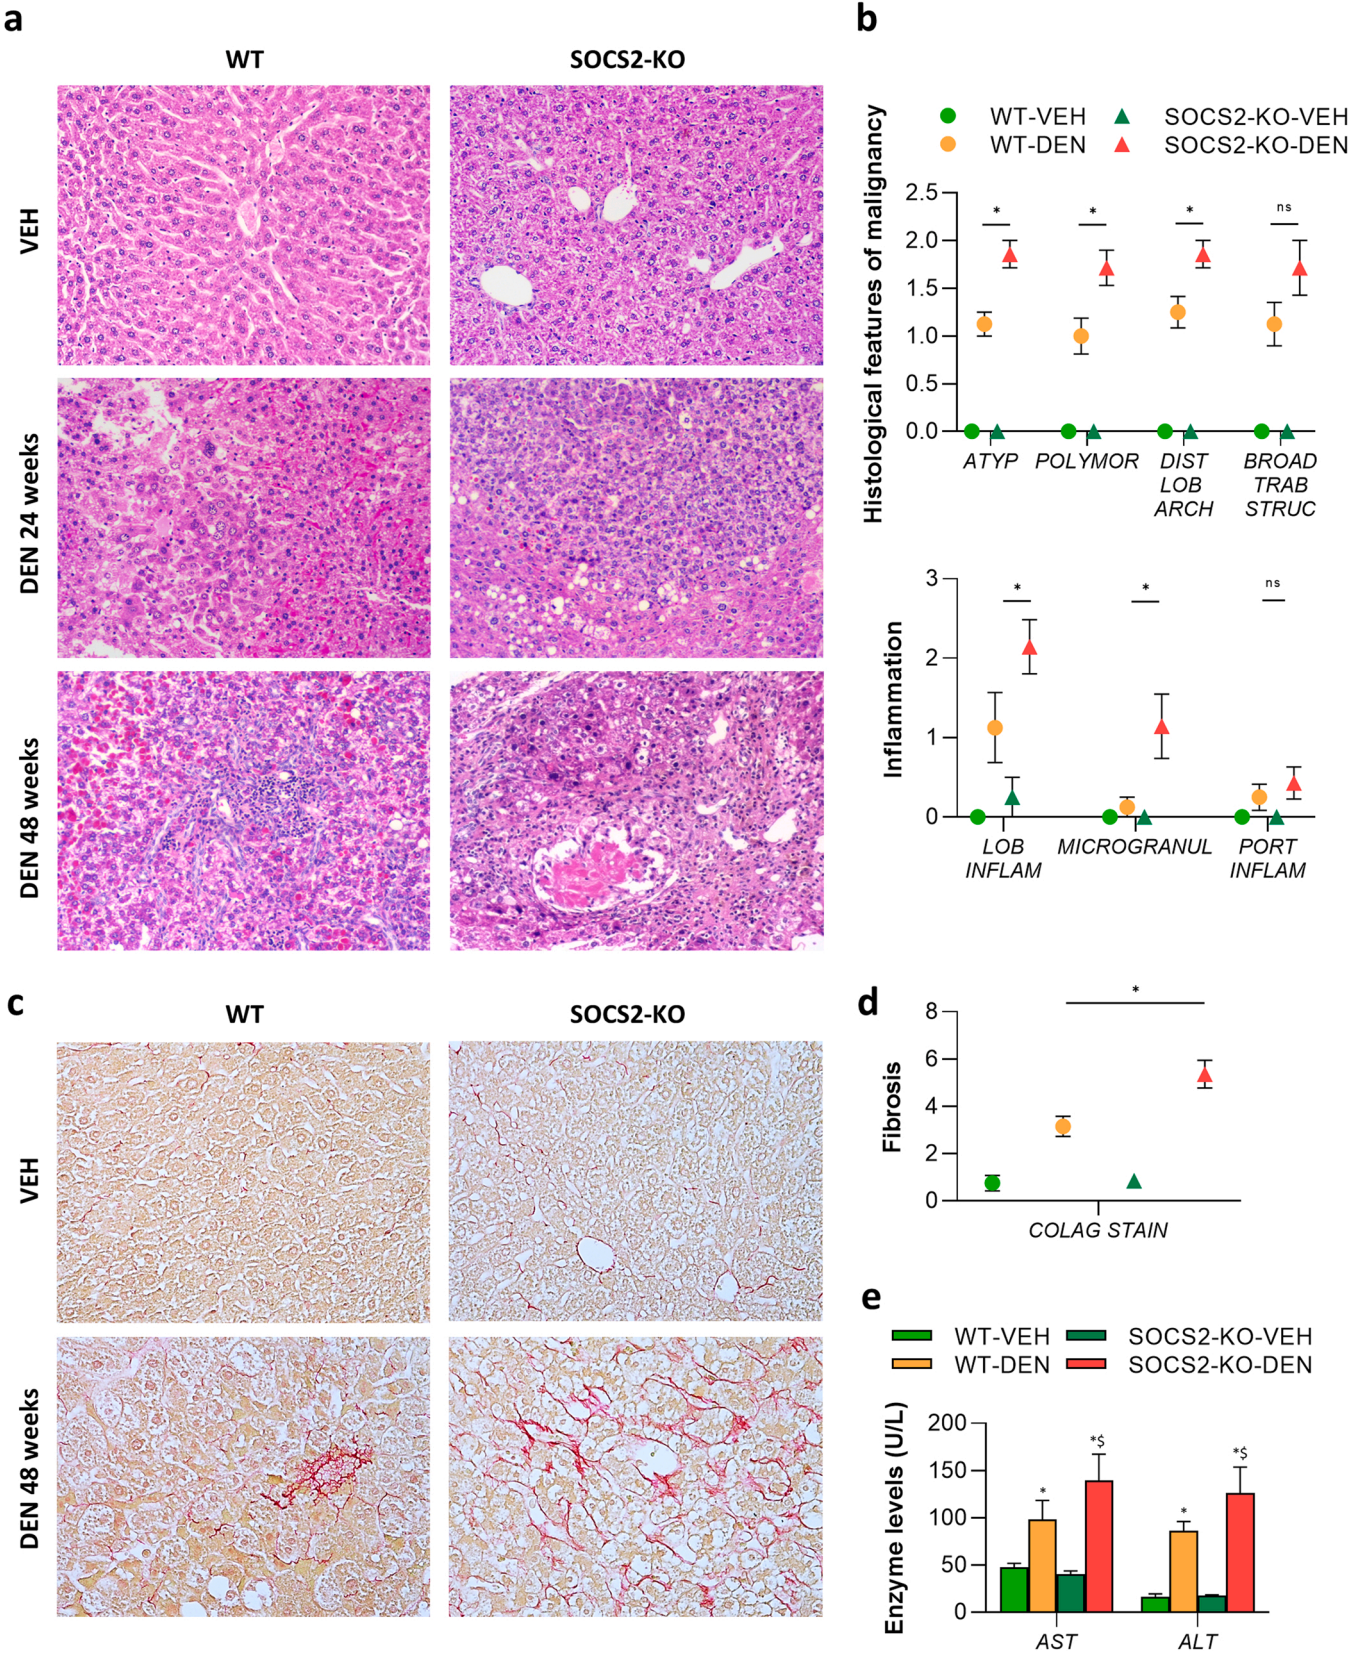 a
WT
SOCS2-KO
VEH
DEN 24 weeks
DEN 48 weeks
b
WT-VEH
SOCS2-KO-VEH
WT-DEN
SOCS2-KO-DEN
Histological features of malignancy
2.5
2.0
1.5
1.0
0.5
0.0
*
*
*
ns
ATYP
POLYMOR
DIST
LOB
ARCH
BROAD
TRAB
STRUC
Inflammation
3
2
1
0
*
*
ns
LOB
INFLAM
MICROGRANUL
PORT
INFLAM
c
WT
SOCS2-KO
VEH
DEN 48 weeks
d
Fibrosis
8
6
4
2
0
*
COLAG STAIN
e
WT-VEH
SOCS2-KO-VEH
WT-DEN
SOCS2-KO-DEN
Enzyme levels (U/L)
200
150
100
50
0
*
*$
*
*$
AST
ALT